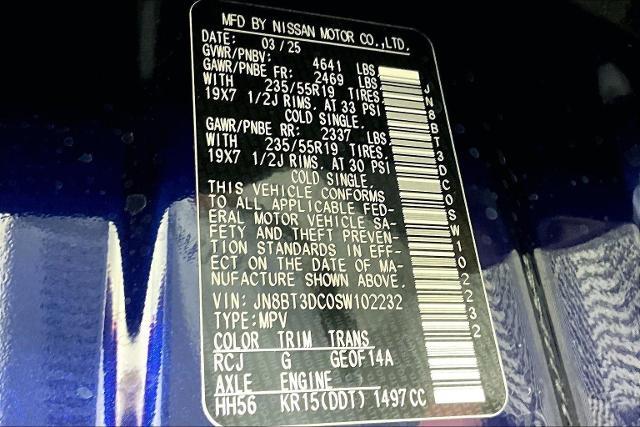 MFD BY NISSAN MOTOR CO.,LTD.
DATE: 03/25
GVWR/PNBV: 4641 LBS
GAWR/PNBE FR: 2469 LBS
WITH 235/55R19 TIRES,
19X7 1/2J RIMS, AT 33 PSI
COLD SINGLE.
GAWR/PNBE RR: 2337 LBS
WITH 235/55R19 TIRES,
19X7 1/2J RIMS, AT 30 PSI
COLD SINGLE.
THIS VEHICLE CONFORMS
TO ALL APPLICABLE FED-
ERAL MOTOR VEHICLE SA-
FETY AND THEFT PREVEN-
TION STANDARDS IN EFF-
ECT ON THE DATE OF MA-
NUFACTURE SHOWN ABOVE.
VIN: JN8BT3DC0SW102232
TYPE:MPV
COLOR TRIM TRANS
RCJ G GE0F14A
AXLE ENGINE
HH56 KR15(DDT) 1497CC
JN8BT3DC0SW102232